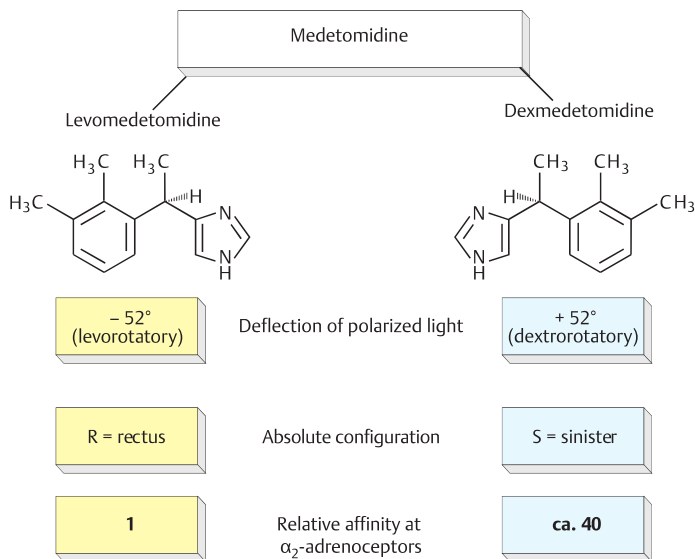 Medetomidine
Levomedetomidine
Dexmedetomidine
H₃C H₃C
H₃C
H
N
N
H
CH₃ CH₃
CH₃
H
N
N
H
– 52°
(levorotatory)
Deflection of polarized light
+ 52°
(dextrorotatory)
R = rectus
Absolute configuration
S = sinister
1
Relative affinity at
α₂-adrenoceptors
ca. 40